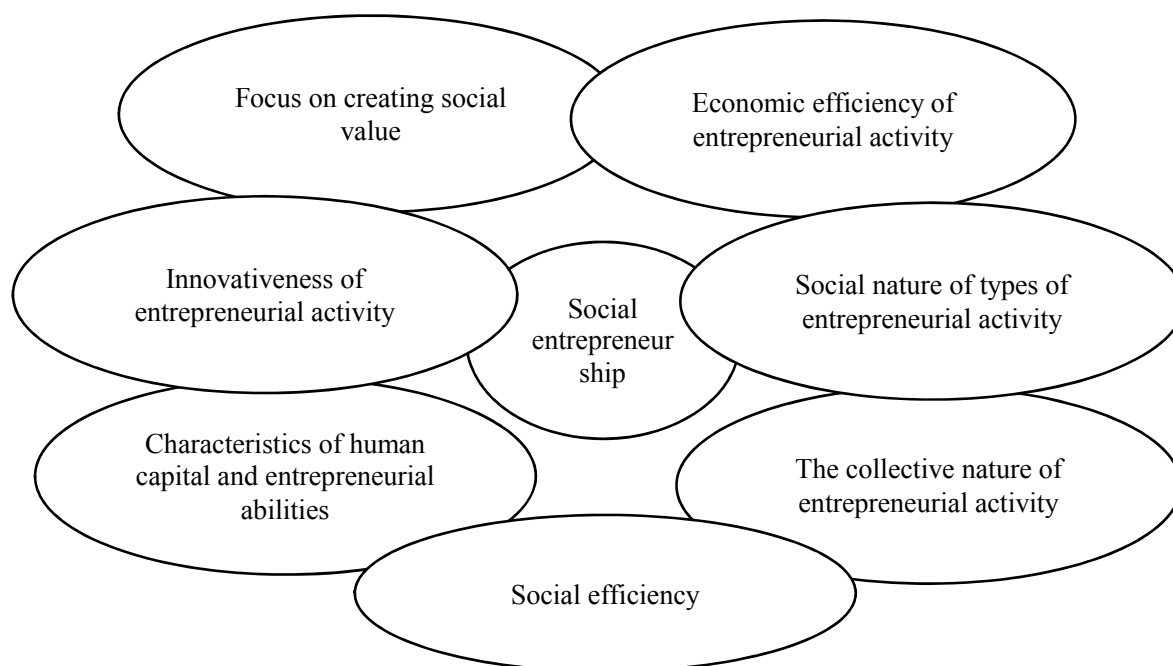 Focus on creating social
value
Economic efficiency of
entrepreneurial activity
Innovativeness of
entrepreneurial activity
Social
entrepreneur
ship
Social nature of types of
entrepreneurial activity
Characteristics of human
capital and entrepreneurial
abilities
The collective nature of
entrepreneurial activity
Social efficiency